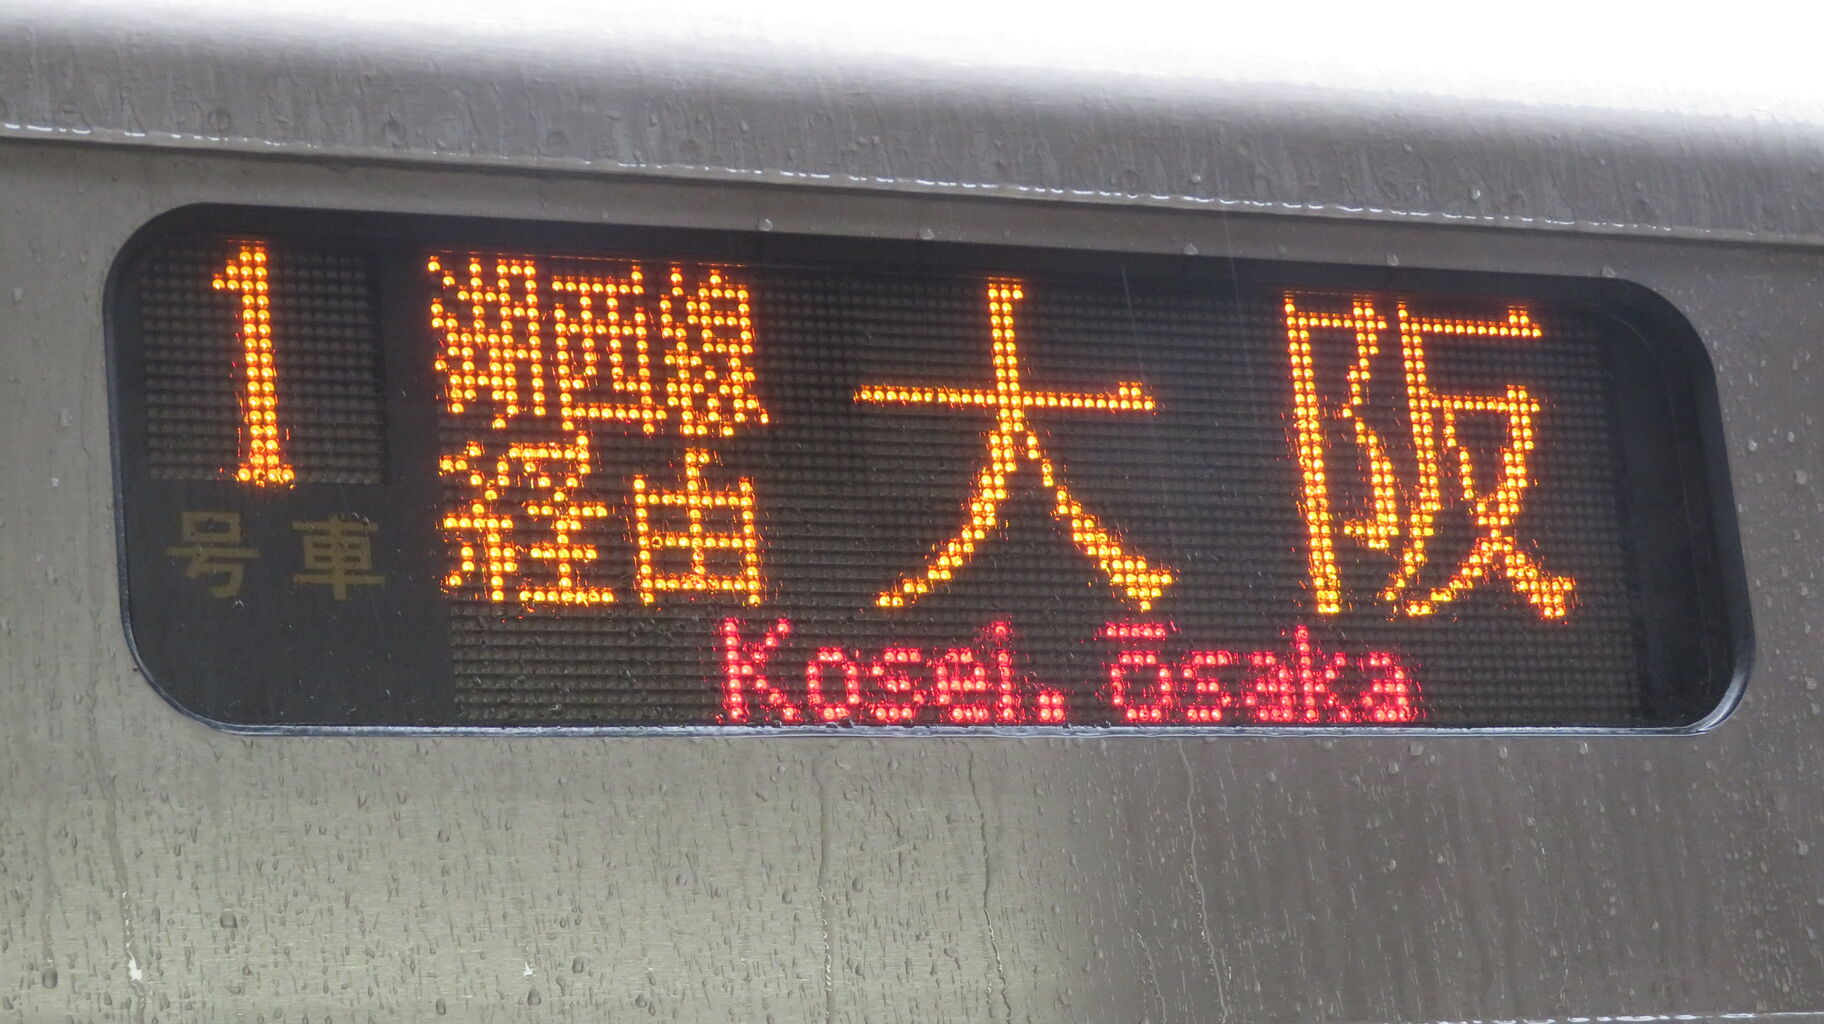 1
号車
湖西線
経由
大阪
Kosei. ōsaka